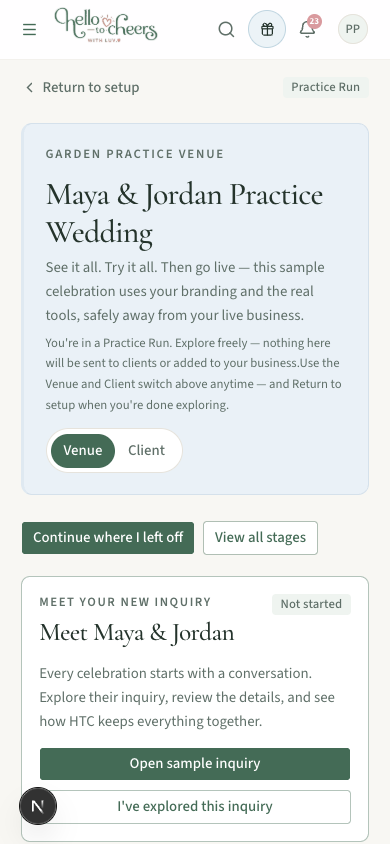 hello
to
cheers
WITH LUVJE
23
PP
Return to setup
Practice Run
GARDEN PRACTICE VENUE
Maya & Jordan Practice
Wedding
See it all. Try it all. Then go live — this sample
celebration uses your branding and the real
tools, safely away from your live business.
You're in a Practice Run. Explore freely — nothing here
will be sent to clients or added to your business.Use the
Venue and Client switch above anytime — and Return to
setup when you're done exploring.
Venue
Client
Continue where I left off
View all stages
MEET YOUR NEW INQUIRY
Not started
Meet Maya & Jordan
Every celebration starts with a conversation.
Explore their inquiry, review the details, and see
how HTC keeps everything together.
Open sample inquiry
N
I've explored this inquiry